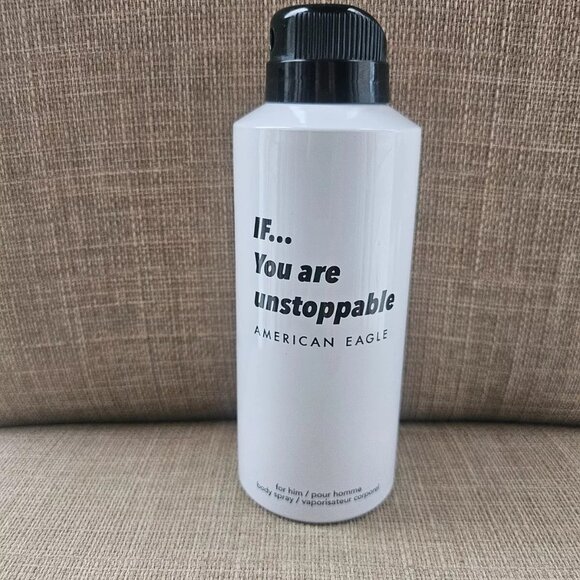 IF...
You are
unstoppable
AMERICAN EAGLE
for him / pour homme
body spray / vaporisateur corporel